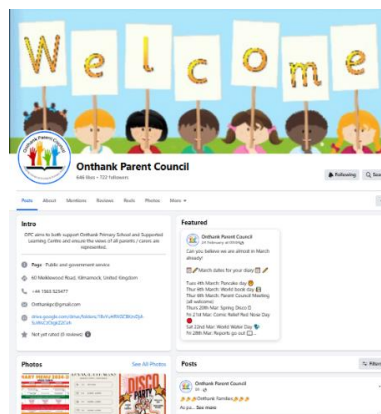 Welcome
Onthank Parent Council
646 likes • 722 followers
Following
Posts
About
Mentions
Reviews
Reels
Photos
More
Intro
OPC aims to both support Onthank Primary School and Supported
Learning Centre and ensure the views of all parents / carers are
represented.
Page · Public and government service
60 Meiklewood Road, Kilmarnock, United Kingdom
Onthankpc@gmail.com
Not yet rated (0 reviews)
Photos
See All Photos
DISCO
PARTY
Featured
Onthank Parent Council
Can you believe we are almost in March
already!
March dates for your diary
Tues 4th March: Pancake day
Thur 6th March: World book day
Thur 6th March: Parent Council Meeting
(all welcome)
Thurs 20th Mar: Spring Disco
Fri 21st Mar: Comic Relief Red Nose Day
Sat 22nd Mar: World Water Day
Fri 28th Mar: Reports go out
Posts
Filters
Onthank Parent Council
Onthank Families
As pa... See more